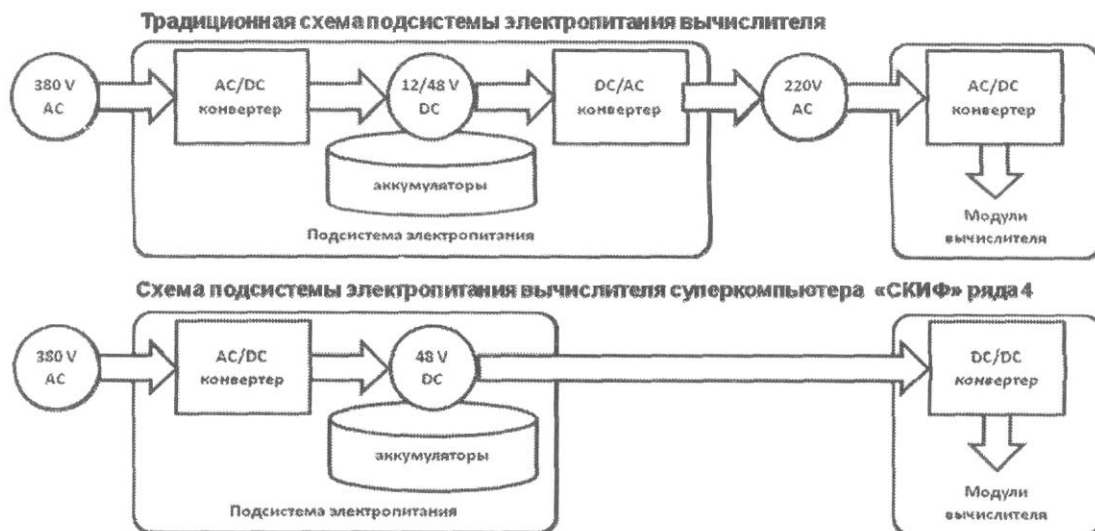 Традиционная схема подсистемы электропитания вычислителя
380 V
AC
AC/DC
конвертер
12/48 V
DC
аккумуляторы
DC/AC
конвертер
220V
AC
AC/DC
конвертер
Модули
вычислителя
Подсистема электропитания
Схема подсистемы электропитания вычислителя суперкомпьютера «СКИФ» ряда 4
380 V
AC
AC/DC
конвертер
48 V
DC
аккумуляторы
DC/DC
конвертер
Модули
вычислителя
Подсистема электропитания